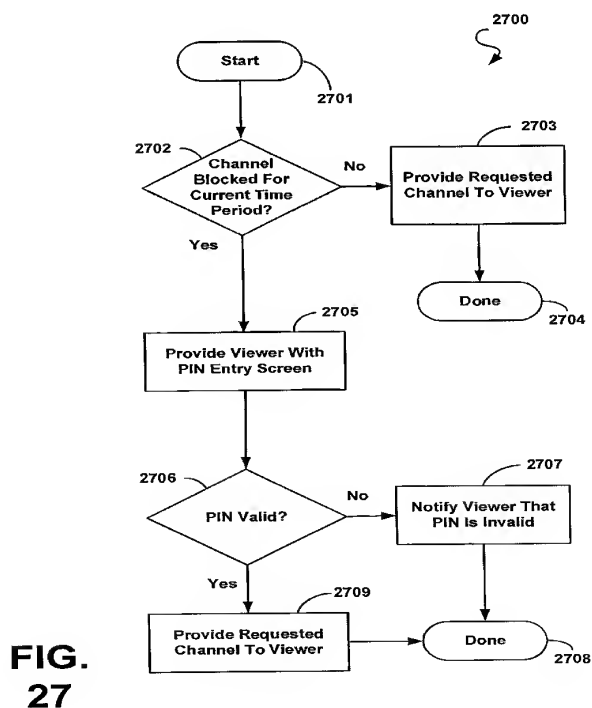 2700
Start
2701
2702
Channel
Blocked For
Current Time
Period?
No
Yes
2703
Provide Requested
Channel To Viewer
Done
2704
2705
Provide Viewer With
PIN Entry Screen
2706
PIN Valid?
No
Yes
2707
Notify Viewer That
PIN Is Invalid
2709
Provide Requested
Channel To Viewer
Done
2708
FIG.
27